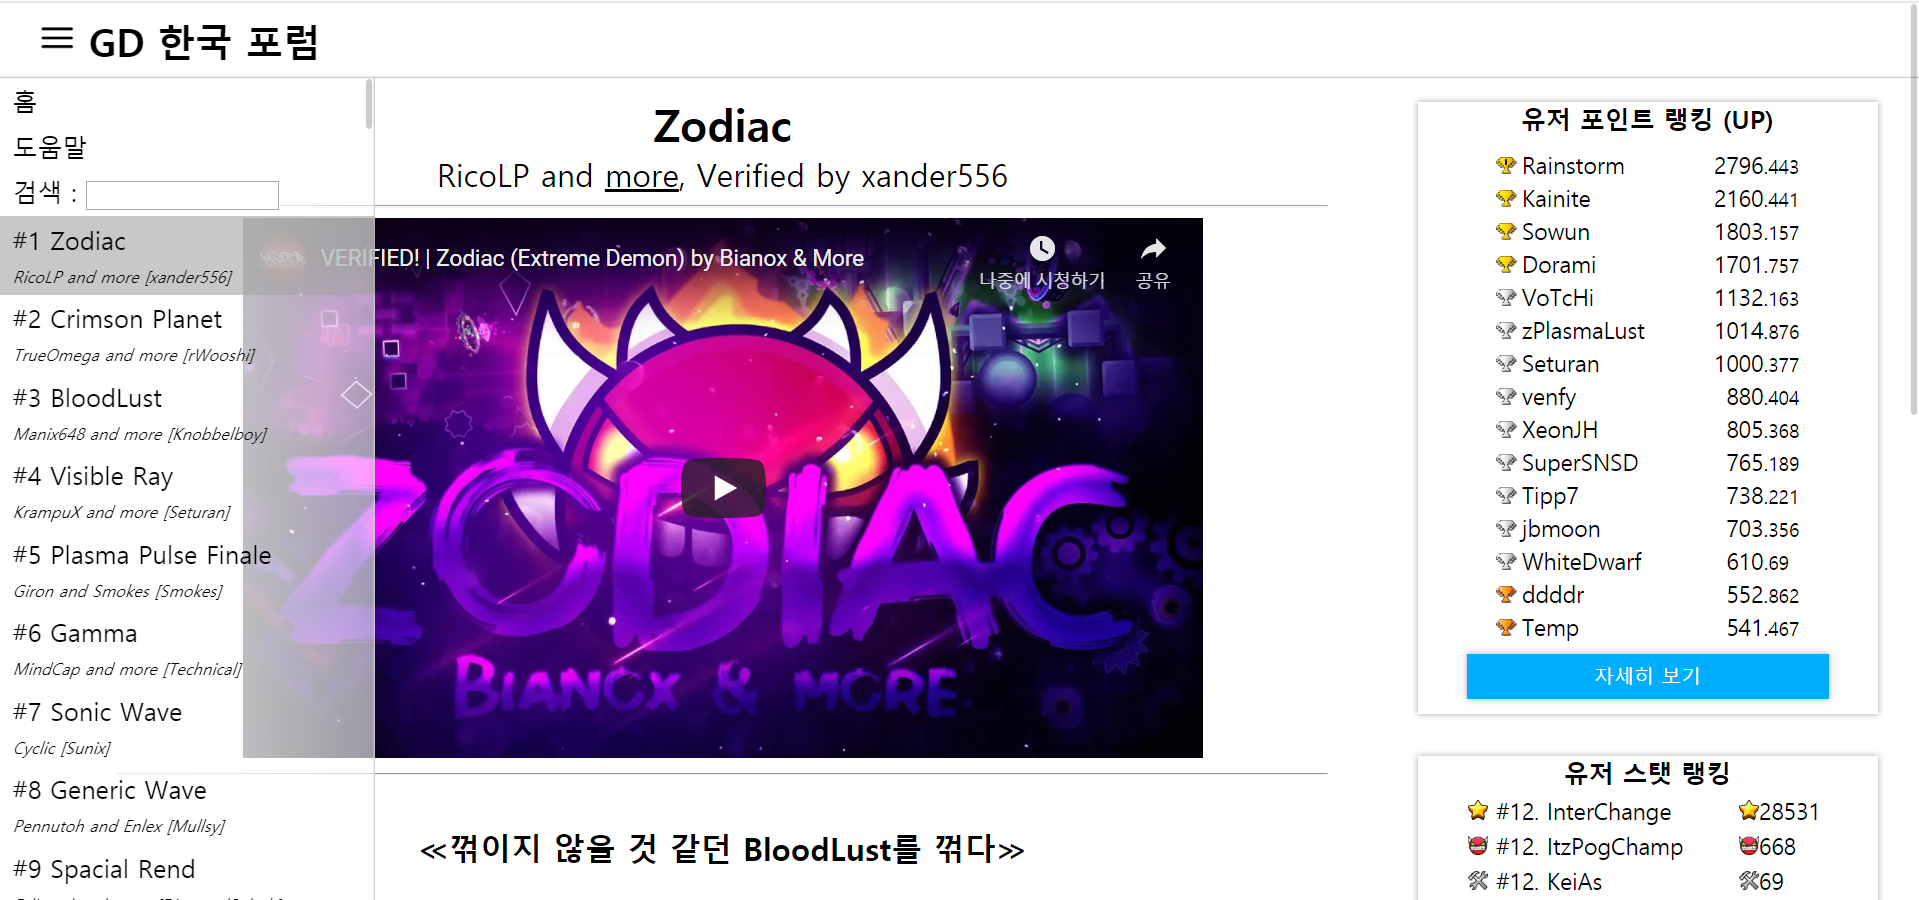 GD 한국 포럼
홈
도움말
검색 :
#1 Zodiac
RicoLP and more [xander556]
#2 Crimson Planet
TrueOmega and more [rWooshi]
#3 BloodLust
Manix648 and more [Knobbelboy]
#4 Visible Ray
KrampuX and more [Seturan]
#5 Plasma Pulse Finale
Giron and Smokes [Smokes]
#6 Gamma
MindCap and more [Technical]
#7 Sonic Wave
Cyclic [Sunix]
#8 Generic Wave
Pennutoh and Enlex [Mullsy]
#9 Spacial Rend
Zodiac
RicoLP and more, Verified by xander556
VERIFIED! | Zodiac (Extreme Demon) by Bianox & More
나중에 시청하기
공유
ZODIAC
BIANOX & MORE
≪꺾이지 않을 것 같던 BloodLust를 꺾다≫
유저 포인트 랭킹 (UP)
Rainstorm 2796.443
Kainite 2160.441
Sowun 1803.157
Dorami 1701.757
VoTcHi 1132.163
zPlasmaLust 1014.876
Seturan 1000.377
venfy 880.404
XeonJH 805.368
SuperSNSD 765.189
Tipp7 738.221
jbmoon 703.356
WhiteDwarf 610.69
ddddr 552.862
Temp 541.467
자세히 보기
유저 스탯 랭킹
#12. InterChange 28531
#12. ItzPogChamp 668
#12. KeiAs 69